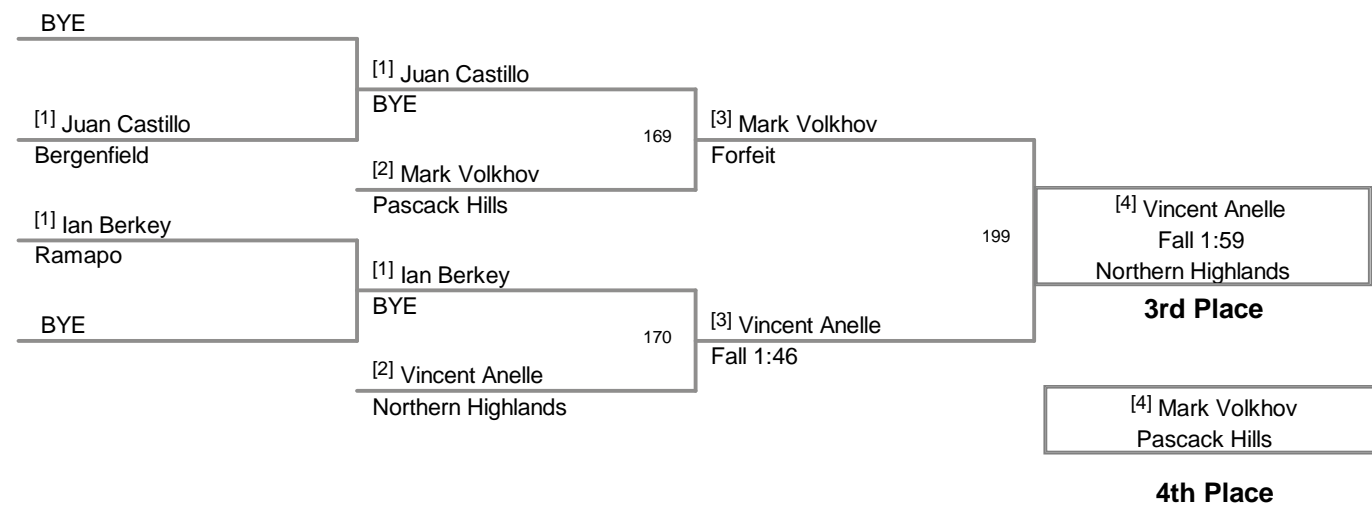 BYE
[1] Juan Castillo
BYE
[1] Juan Castillo
Bergenfield
169
[3] Mark Volkhov
Forfeit
[2] Mark Volkhov
Pascack Hills
[1] Ian Berkey
Ramapo
199
[4] Vincent Anelle
Fall 1:59
Northern Highlands
3rd Place
[1] Ian Berkey
BYE
BYE
170
[3] Vincent Anelle
Fall 1:46
[2] Vincent Anelle
Northern Highlands
[4] Mark Volkhov
Pascack Hills
4th Place